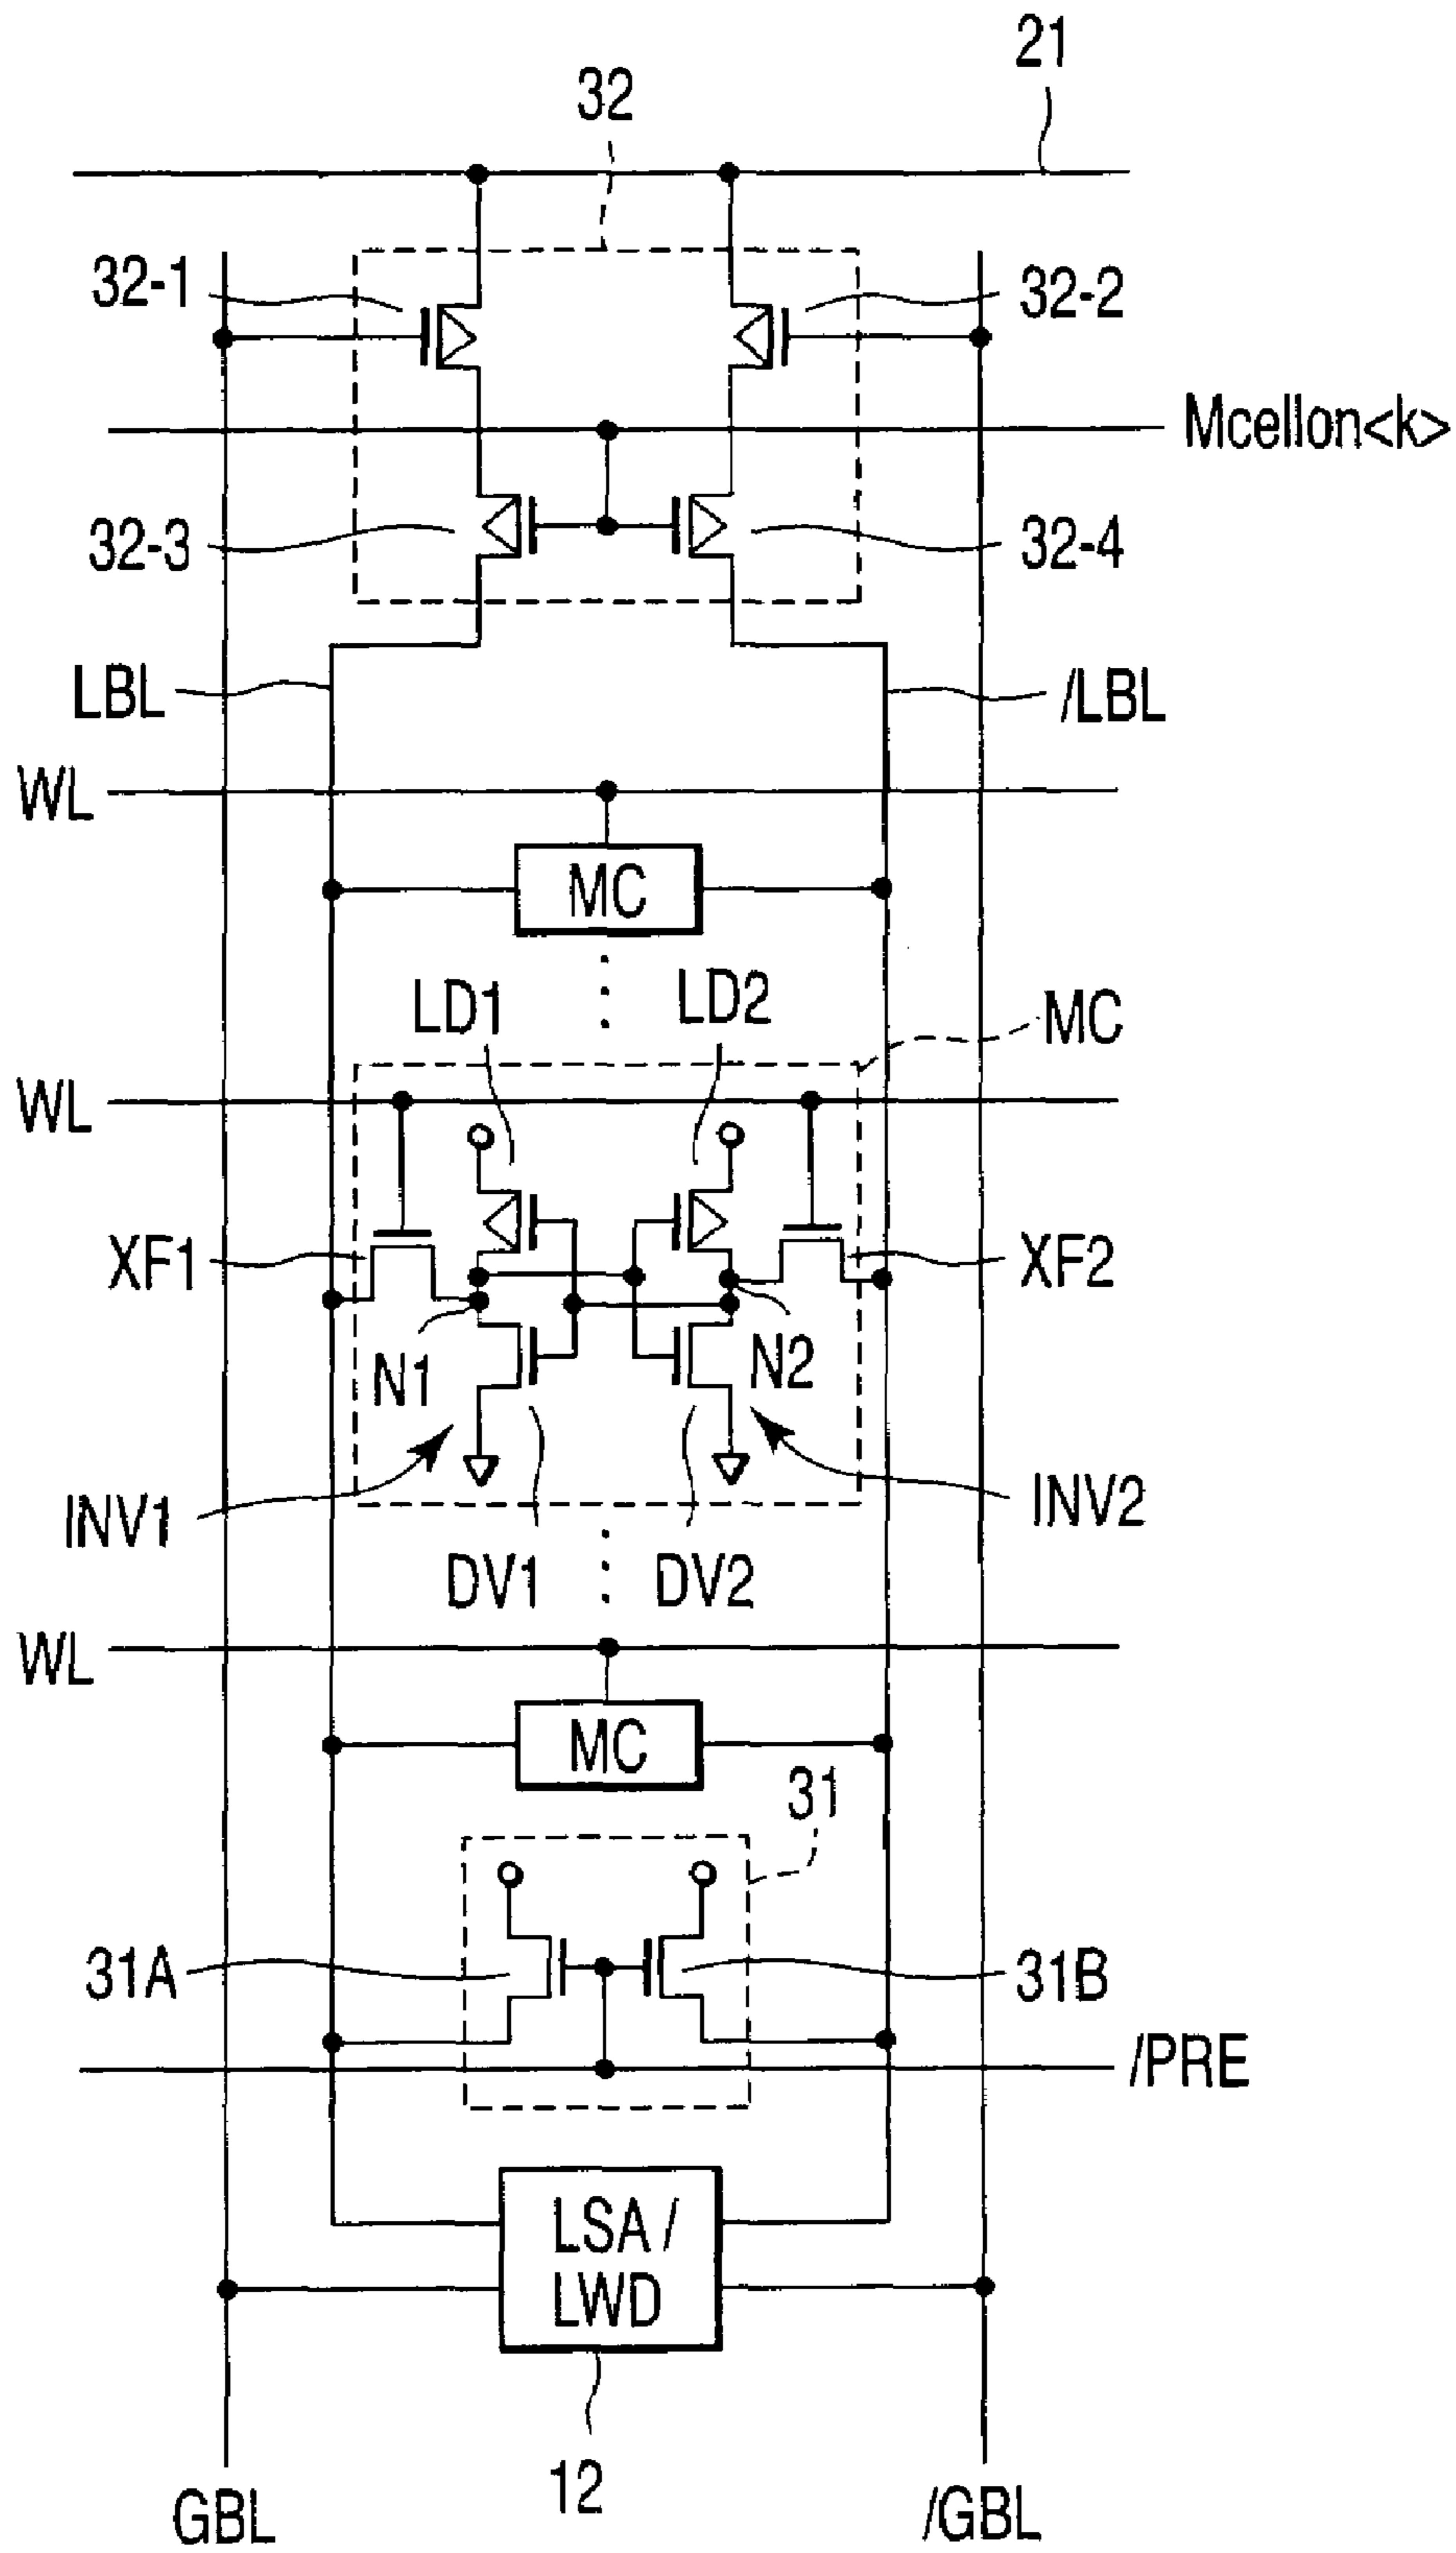 21
32
32-1
32-2
Mcellon<k>
32-3
32-4
LBL
/LBL
WL
MC
LD1
LD2
MC
WL
XF1
XF2
N1
N2
INV1
INV2
DV1
DV2
WL
MC
31
31A
31B
/PRE
LSA /
LWD
12
GBL
/GBL